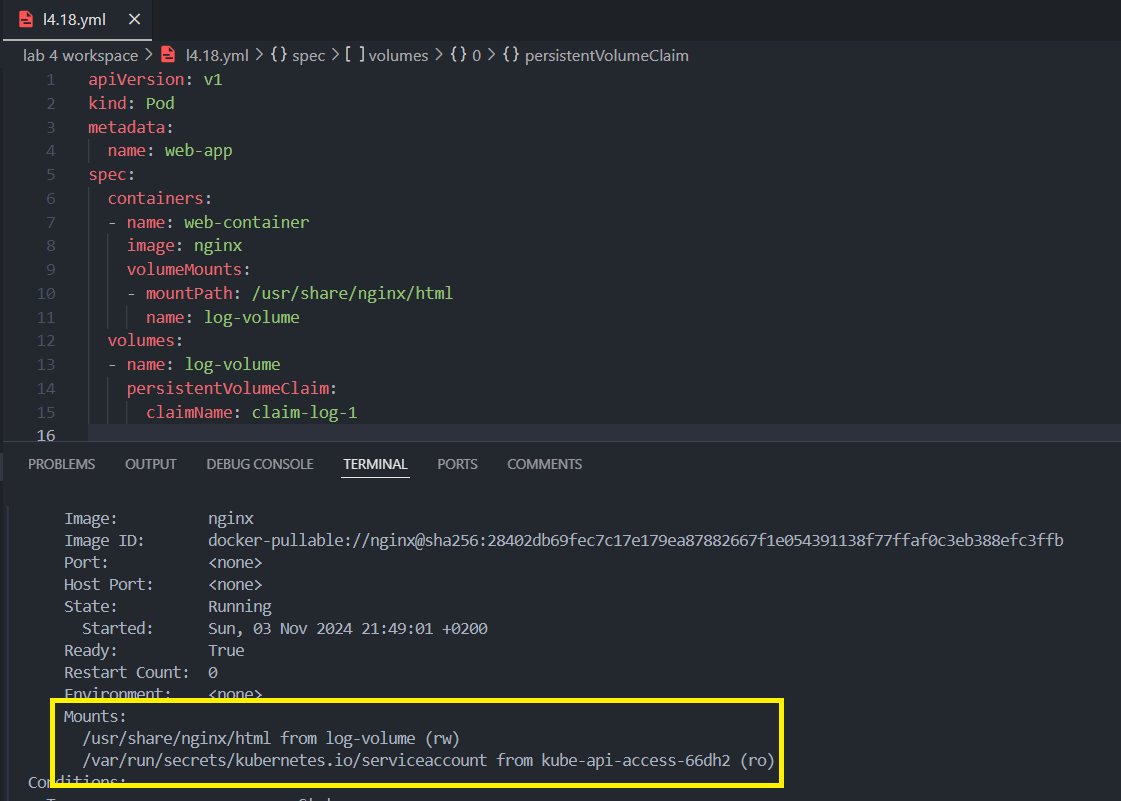 l4.18.yml
lab 4 workspace > l4.18.yml > {} spec > [ ] volumes > {} 0 > {} persistentVolumeClaim
1 apiVersion: v1
2 kind: Pod
3 metadata:
4   name: web-app
5 spec:
6   containers:
7   - name: web-container
8     image: nginx
9     volumeMounts:
10     - mountPath: /usr/share/nginx/html
11       name: log-volume
12   volumes:
13   - name: log-volume
14     persistentVolumeClaim:
15       claimName: claim-log-1
16
PROBLEMS OUTPUT DEBUG CONSOLE TERMINAL PORTS COMMENTS
Image: nginx
Image ID: docker-pullable://nginx@sha256:28402db69fec7c17e179ea87882667f1e054391138f77ffaf0c3eb388efc3ffb
Port: <none>
Host Port: <none>
State: Running
Started: Sun, 03 Nov 2024 21:49:01 +0200
Ready: True
Restart Count: 0
Environment: <none>
Mounts:
/usr/share/nginx/html from log-volume (rw)
/var/run/secrets/kubernetes.io/serviceaccount from kube-api-access-66dh2 (ro)
Conditions: